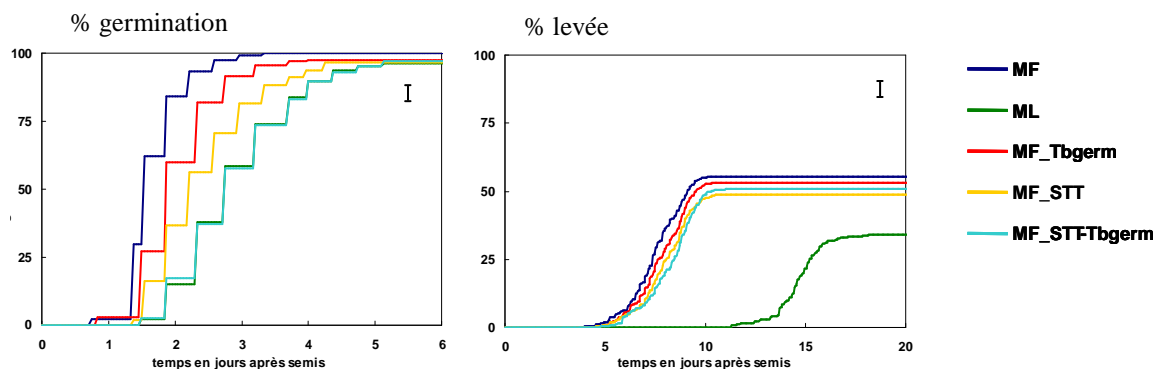 % germination
100
75
50
25
0
0 1 2 3 4 5 6
temps en jours après semis
% levée
100
75
50
25
0
0 5 10 15 20
temps en jours après semis
MF
ML
MF_Tbgerm
MF_STT
MF_STT-Tbgerm